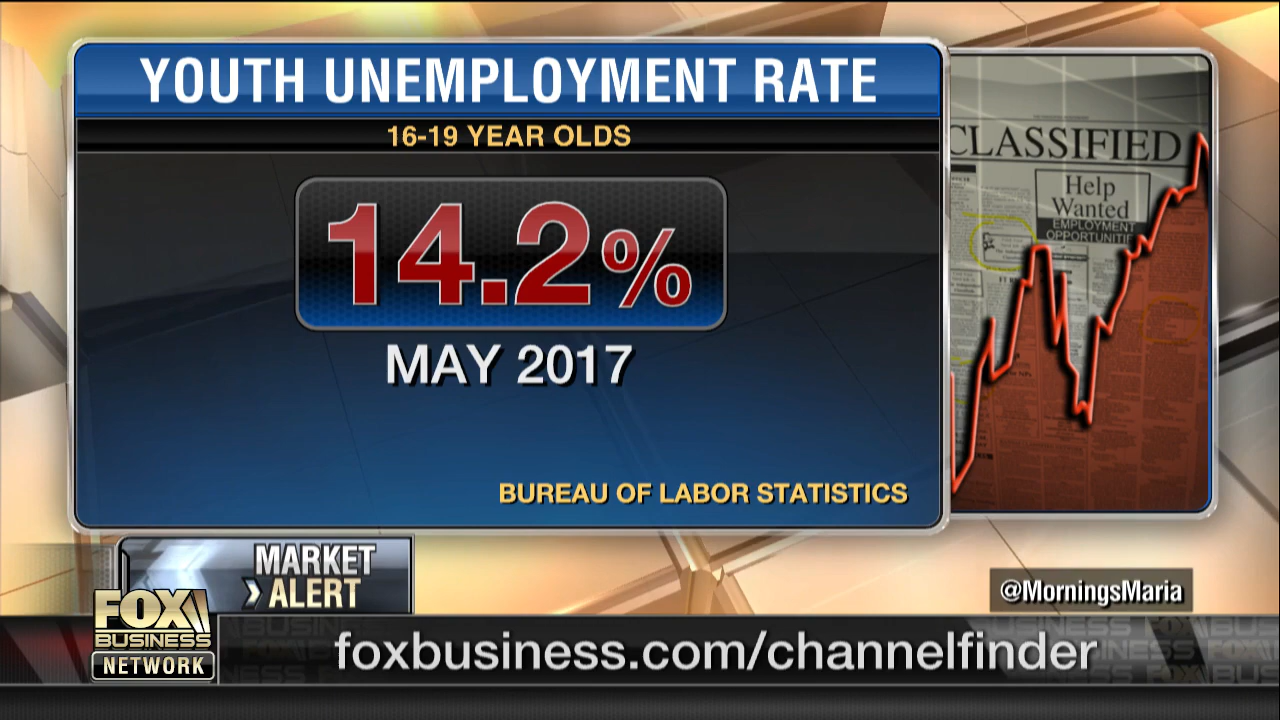 YOUTH UNEMPLOYMENT RATE
16-19 YEAR OLDS
14.2%
MAY 2017
BUREAU OF LABOR STATISTICS
CLASSIFIED
Help
Wanted
EMPLOYMENT
MARKET
ALERT
@MorningsMaria
FOX
BUSINESS
NETWORK
foxbusiness.com/channelfinder